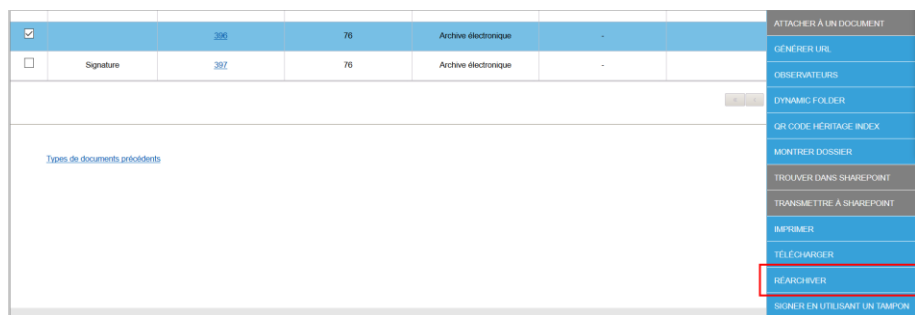 396 76 Archive électronique -
Signature 397 76 Archive électronique -
Types de documents précédents
ATTACHER À UN DOCUMENT
GÉNÉRER URL
OBSERVATEURS
DYNAMIC FOLDER
QR CODE HÉRITAGE INDEX
MONTRER DOSSIER
TROUVER DANS SHAREPOINT
TRANSMETTRE À SHAREPOINT
IMPRIMER
TÉLÉCHARGER
RÉARCHIVER
SIGNER EN UTILISANT UN TAMPON